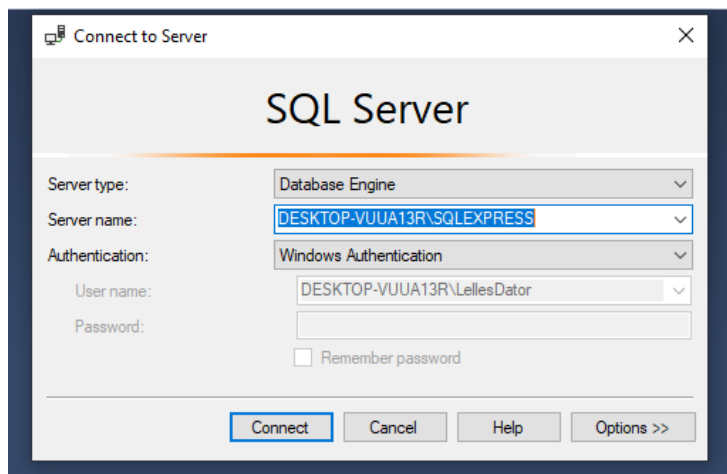 Connect to Server
SQL Server
Server type: Database Engine
Server name: DESKTOP-VUUA13R\SQLEXPRESS
Authentication: Windows Authentication
User name: DESKTOP-VUUA13R\LellesDator
Password:
Remember password
Connect Cancel Help Options >>